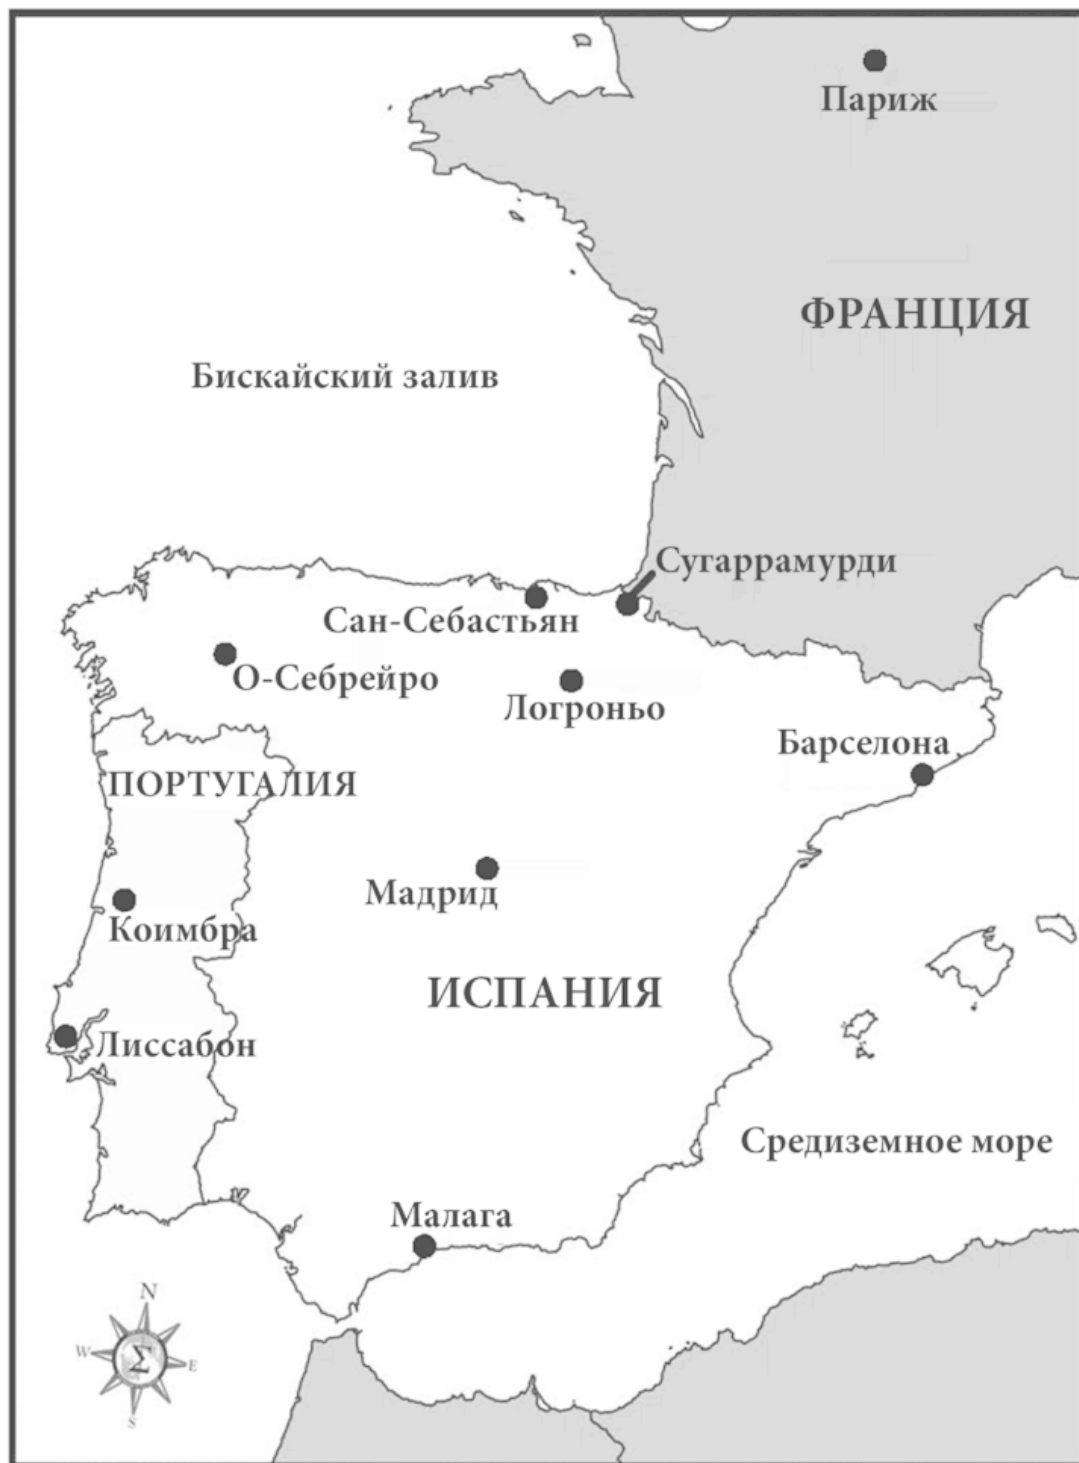 Париж
ФРАНЦИЯ
Бискайский залив
Сугаррамурди
Сан-Себастьян
О-Себрейро
Логроньо
Барселона
ПОРТУГАЛИЯ
Мадрид
Коимбра
ИСПАНИЯ
Лиссабон
Средиземное море
Малага
N
W
Σ
E
S